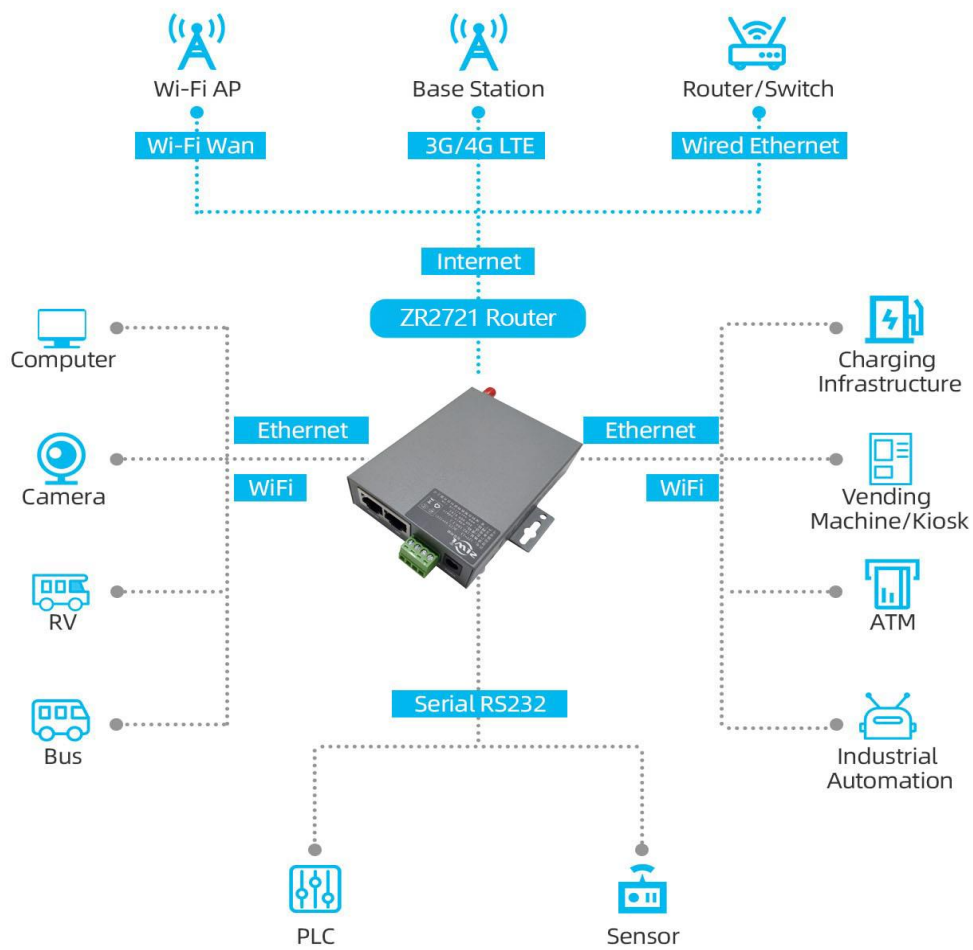 Wi-Fi AP
Base Station
Router/Switch
Wi-Fi Wan
3G/4G LTE
Wired Ethernet
Internet
ZR2721 Router
Computer
Charging
Infrastructure
Ethernet
Ethernet
Camera
WiFi
WiFi
Vending
Machine/Kiosk
RV
ATM
Serial RS232
Bus
Industrial
Automation
PLC
Sensor